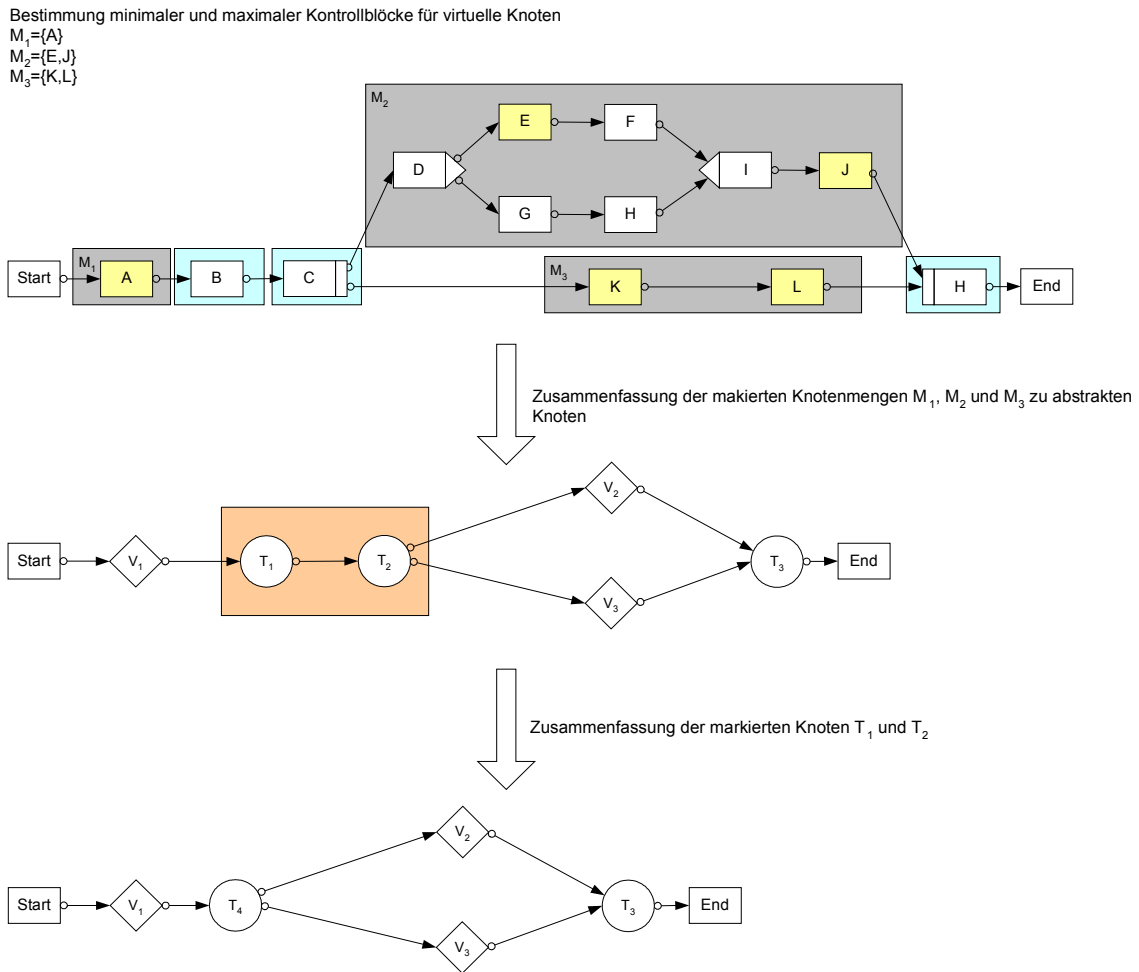 Bestimmung minimaler und maximaler Kontrollblöcke für virtuelle Knoten
M₁={A}
M₂={E,J}
M₃={K,L}
M₂
E
F
D
I
J
G
H
M₁
M₃
Start
A
B
C
K
L
H
End
Zusammenfassung der makierten Knotenmengen M₁, M₂ und M₃ zu abstrakten
Knoten
V₂
Start
V₁
T₁
T₂
T₃
End
V₃
Zusammenfassung der markierten Knoten T₁ und T₂
V₂
Start
V₁
T₄
T₃
End
V₃